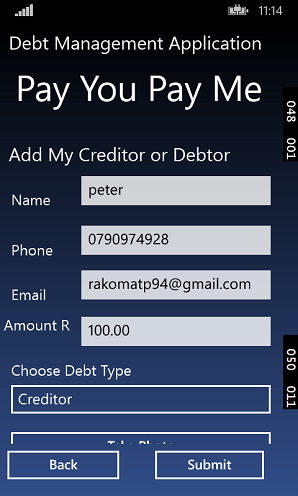 11:14
Debt Management Application
Pay You Pay Me
048 001
Add My Creditor or Debtor
Name
peter
Phone
0790974928
Email
rakomatp94@gmail.com
Amount R
100.00
050 011
Choose Debt Type
Creditor
Take Photo
Back
Submit